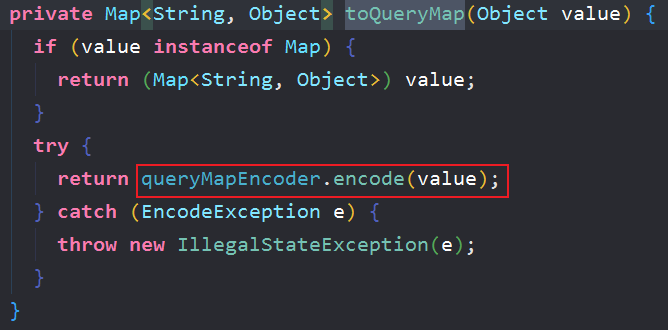 private Map<String, Object> toQueryMap(Object value) {
if (value instanceof Map) {
return (Map<String, Object>) value;
}
try {
return queryMapEncoder.encode(value);
} catch (EncodeException e) {
throw new IllegalStateException(e);
}
}